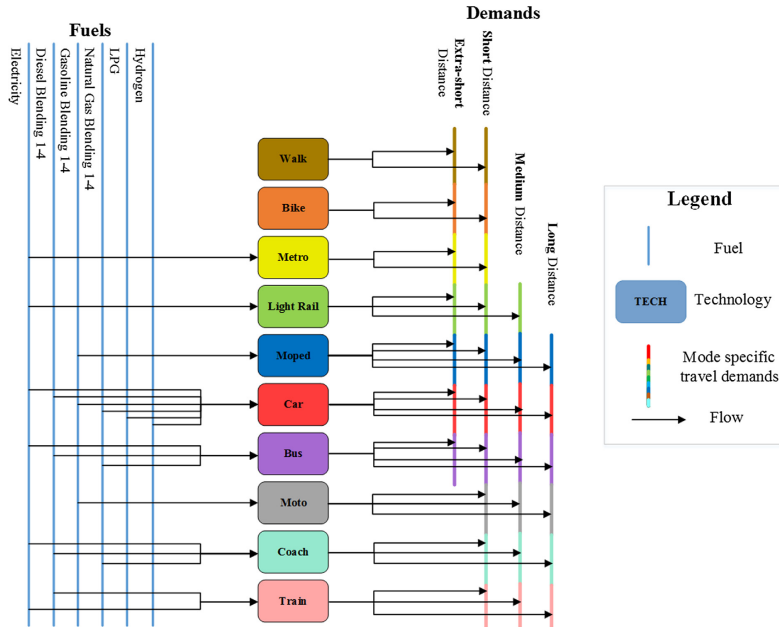 Fuels
Electricity
Diesel Blending 1-4
Gasoline Blending 1-4
Natural Gas Blending 1-4
LPG
Hydrogen
Demands
Extra-short
Distance
Short Distance
Medium Distance
Long Distance
Walk
Bike
Metro
Light Rail
Moped
Car
Bus
Moto
Coach
Train
Legend
Fuel
TECH
Technology
Mode specific
travel demands
Flow